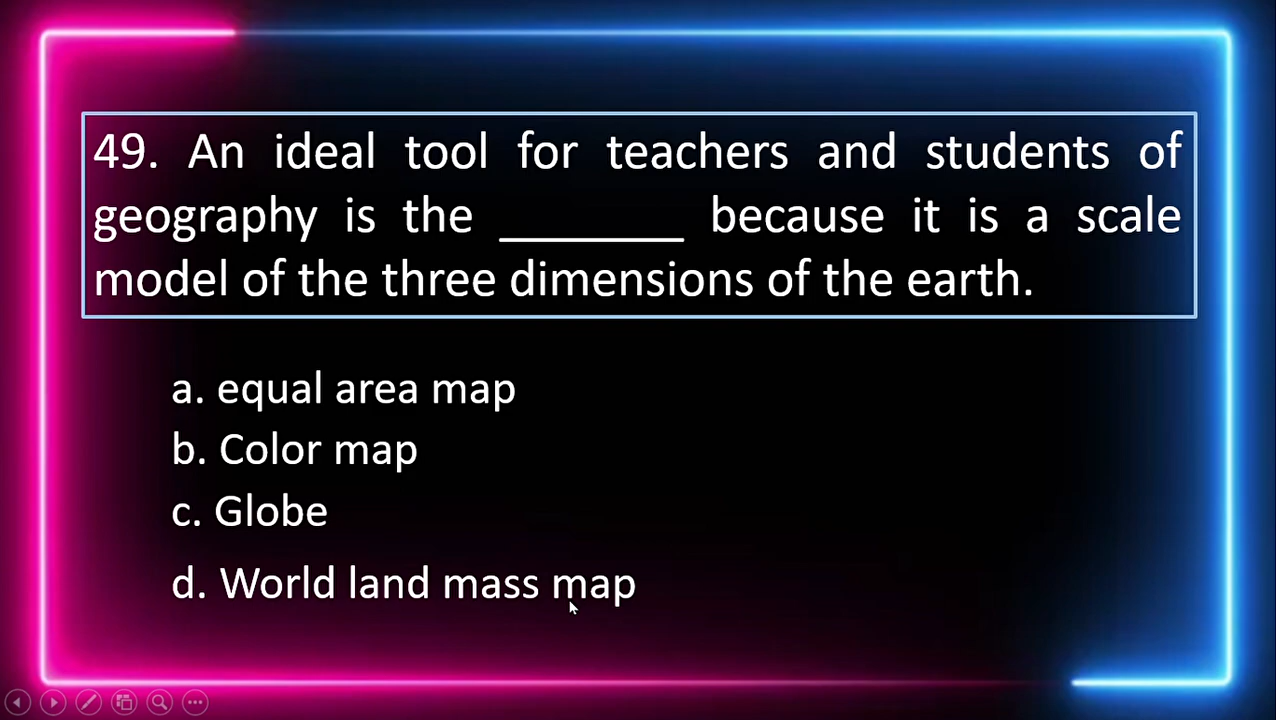 49. An ideal tool for teachers and students of
geography is the ________ because it is a scale
model of the three dimensions of the earth.
a. equal area map
b. Color map
c. Globe
d. World land mass map